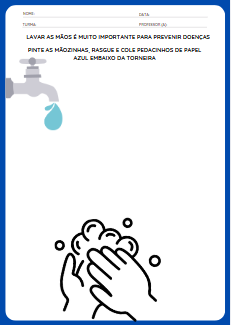 NOME: DATA:
TURMA: PROFESSOR (A):
LAVAR AS MÃOS É MUITO IMPORTANTE PARA PREVENIR DOENÇAS
PINTE AS MÃOZINHAS, RASGUE E COLE PEDACINHOS DE PAPEL
AZUL EMBAIXO DA TORNEIRA